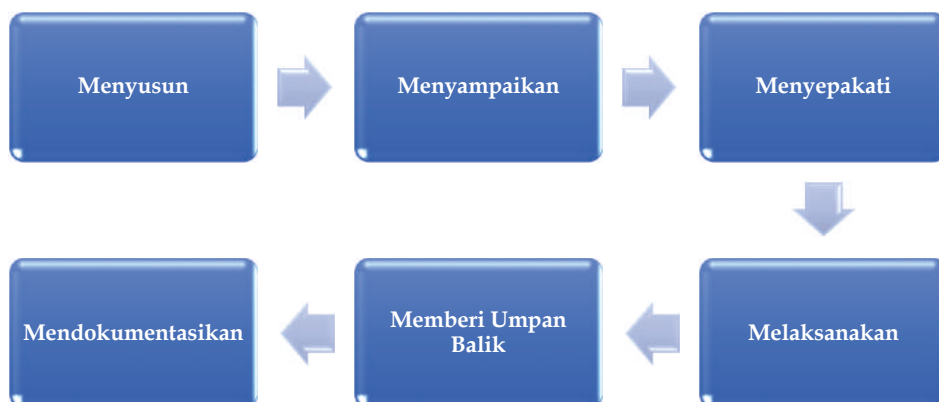 Menyusun
Menyampaikan
Menyepakati
Melaksanakan
Memberi Umpan
Balik
Mendokumentasikan